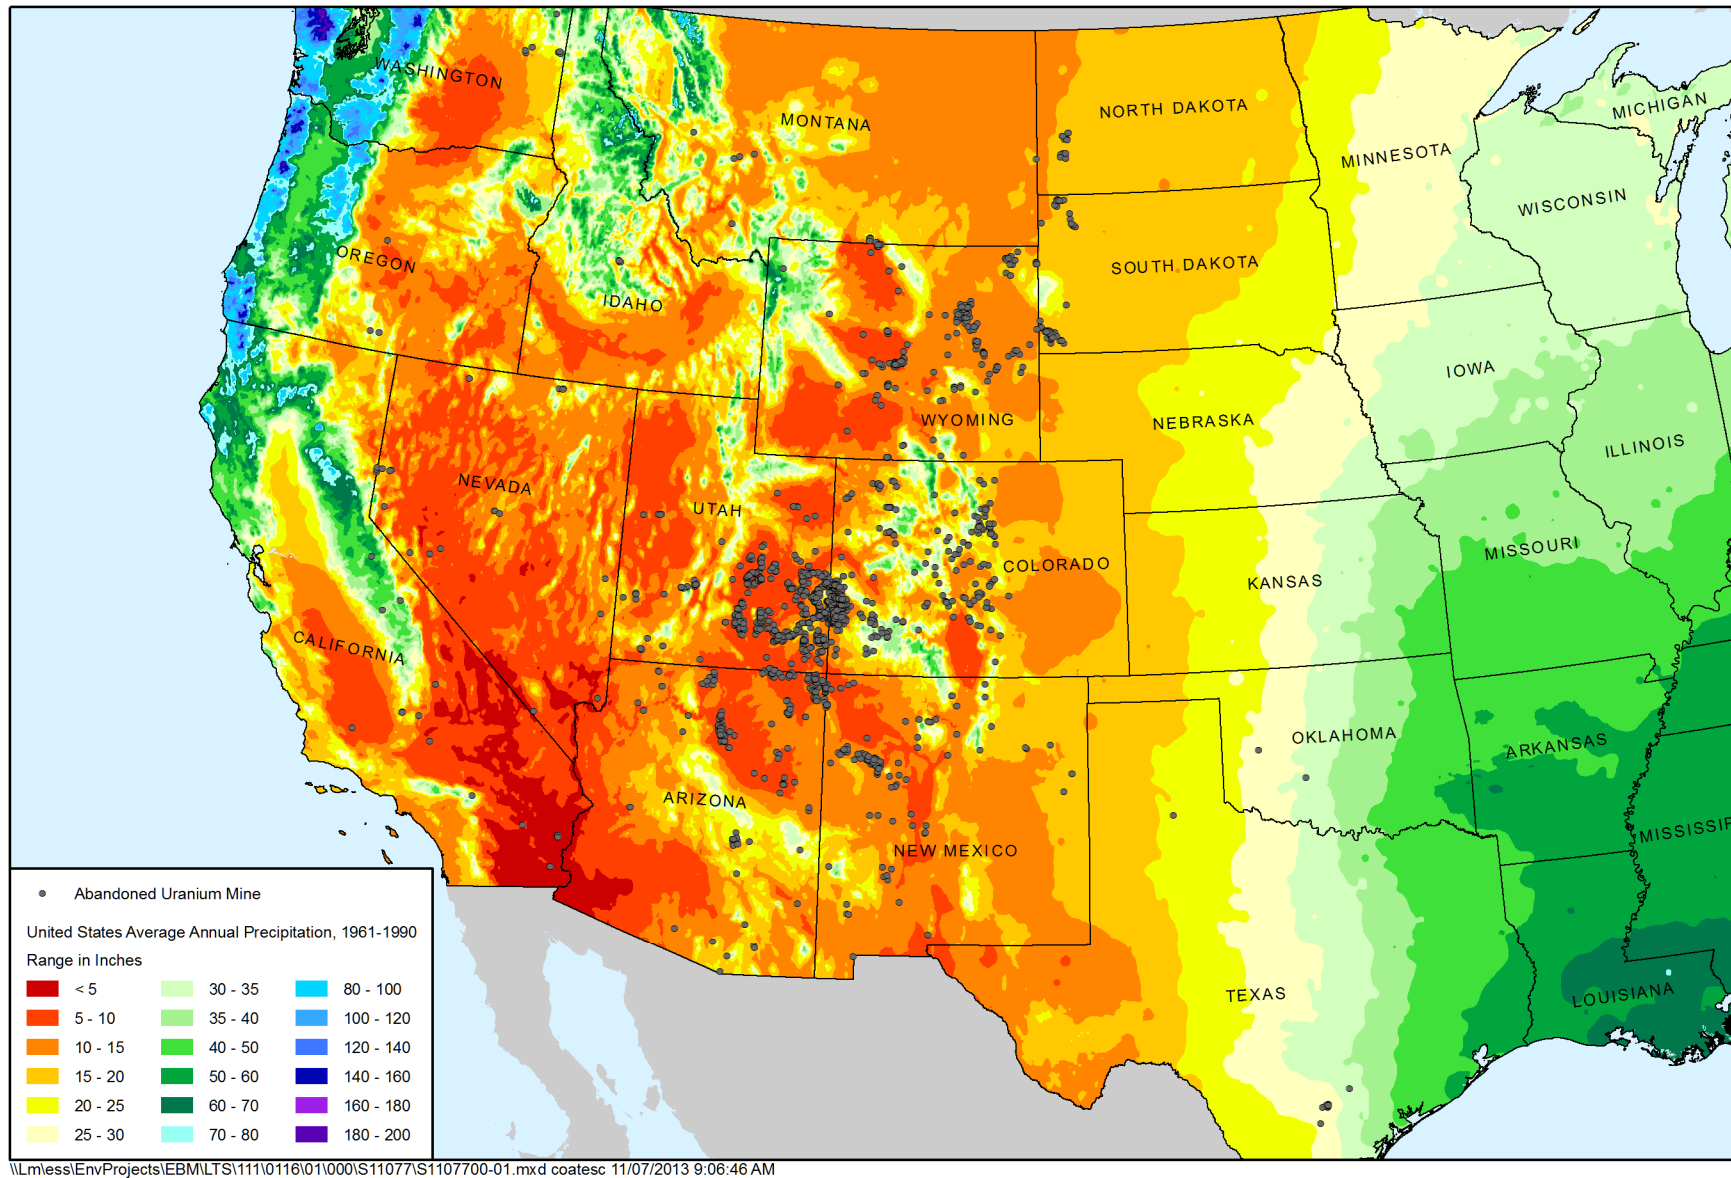 WASHINGTON
MONTANA
NORTH DAKOTA
MINNESOTA
MICHIGAN
WISCONSIN
OREGON
IDAHO
SOUTH DAKOTA
WYOMING
IOWA
NEBRASKA
ILLINOIS
NEVADA
UTAH
COLORADO
KANSAS
MISSOURI
CALIFORNIA
ARIZONA
NEW MEXICO
OKLAHOMA
ARKANSAS
MISSISSIP
TEXAS
LOUISIANA
Abandoned Uranium Mine
United States Average Annual Precipitation, 1961-1990
Range in Inches
< 5 30 - 35 80 - 100
5 - 10 35 - 40 100 - 120
10 - 15 40 - 50 120 - 140
15 - 20 50 - 60 140 - 160
20 - 25 60 - 70 160 - 180
25 - 30 70 - 80 180 - 200
\\Lm\ess\EnvProjects\EBM\LTS\111\0116\01\000\S11077\S1107700-01.mxd coatesc 11/07/2013 9:06:46 AM